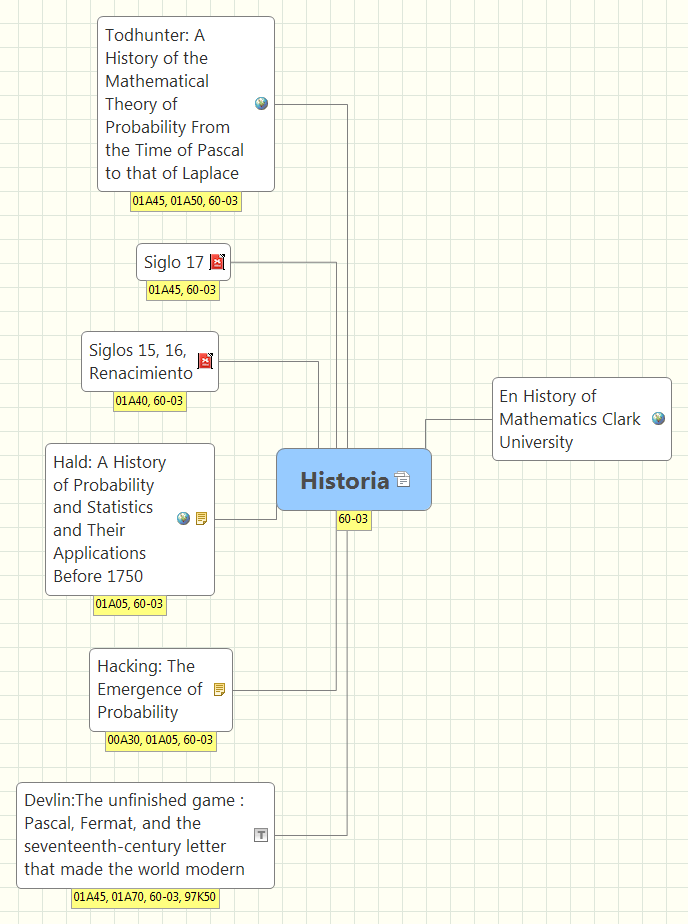 Todhunter: A
History of the
Mathematical
Theory of
Probability From
the Time of Pascal
to that of Laplace
01A45, 01A50, 60-03
Siglo 17
01A45, 60-03
Siglos 15, 16,
Renacimiento
01A40, 60-03
En History of
Mathematics Clark
University
Hald: A History
of Probability
and Statistics
and Their
Applications
Before 1750
01A05, 60-03
Historia
60-03
Hacking: The
Emergence of
Probability
00A30, 01A05, 60-03
Devlin:The unfinished game :
Pascal, Fermat, and the
seventeenth-century letter
that made the world modern
T
01A45, 01A70, 60-03, 97K50